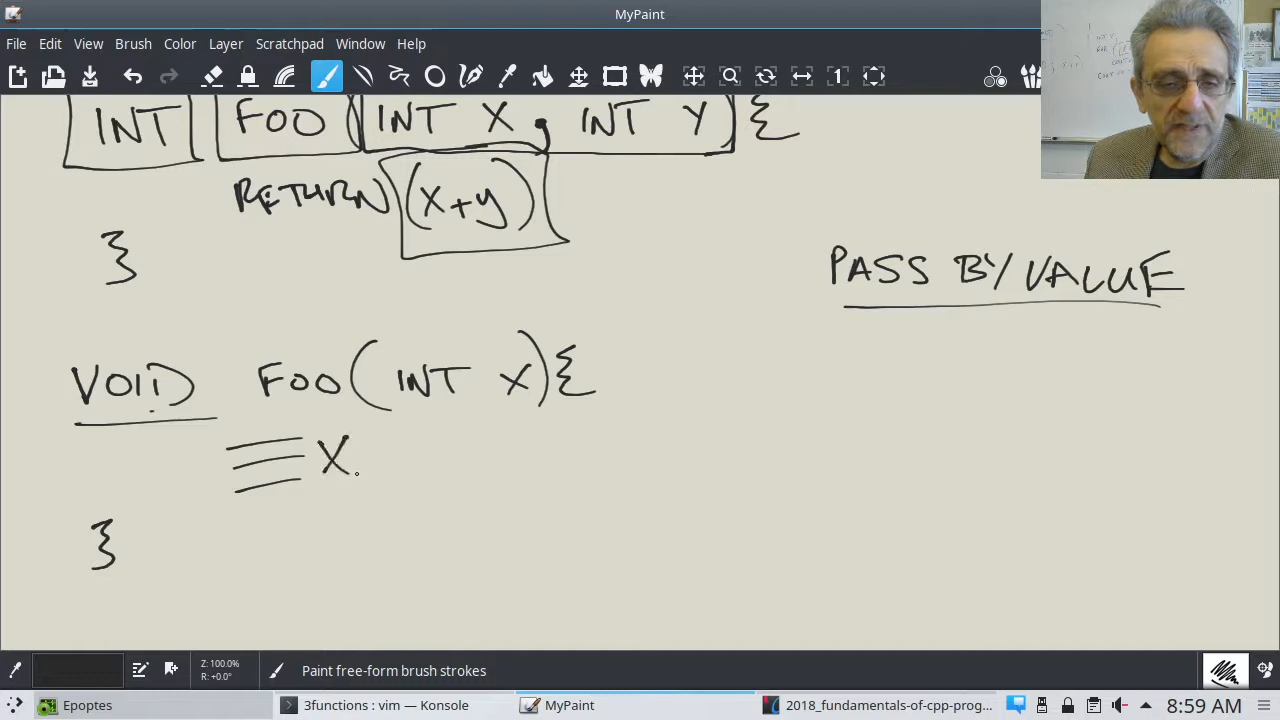 MyPaint
File Edit View Brush Color Layer Scratchpad Window Help
INT FOO (INT X, INT Y) {
RETURN (X+Y)
}
PASS BY VALUE
VOID FOO (INT X) {
X
}
Z: 100.0%
R: +0.0°
Paint free-form brush strokes
Epoptes
3functions : vim — Konsole
MyPaint
2018_fundamentals-of-cpp-prog...
8:59 AM